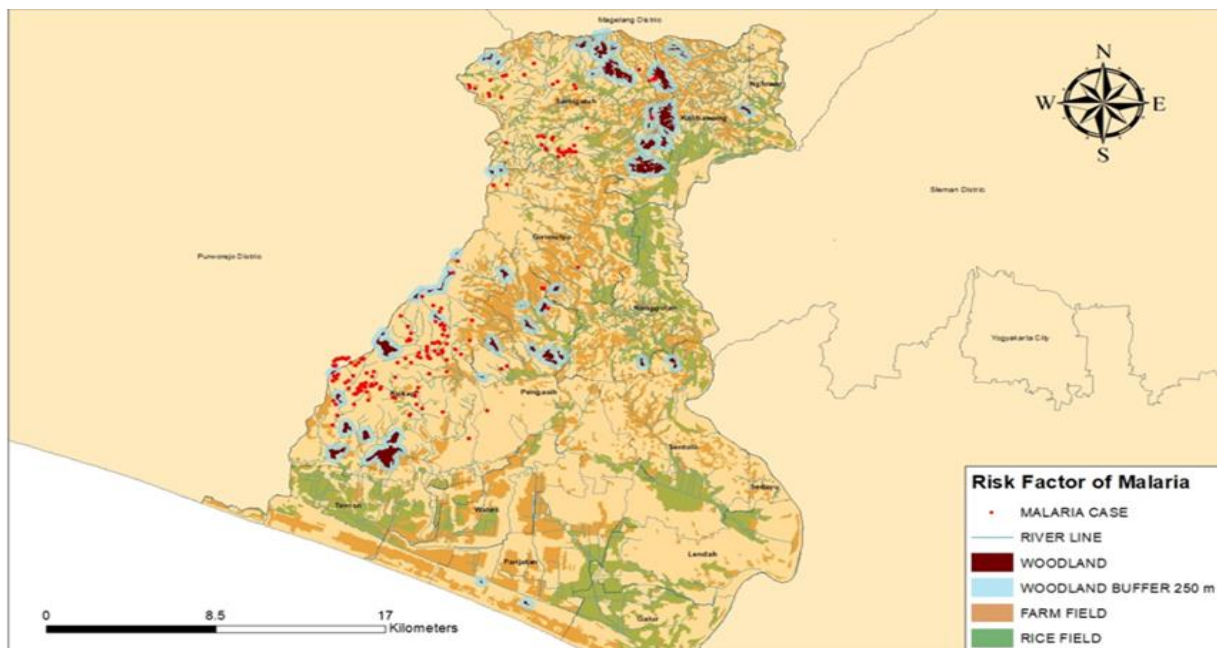 Magelang District
N
W E
S
Samigaluh
Kalibawang
Sleman District
Purworejo District
Girimulyo
Nanggulan
Yogyakarta City
Kokap
Pengasih
Sentolo
Temon
Wates
Lendah
Panjatan
Galur
Risk Factor of Malaria
MALARIA CASE
RIVER LINE
WOODLAND
WOODLAND BUFFER 250 m
FARM FIELD
RICE FIELD
0 8.5 17
Kilometers